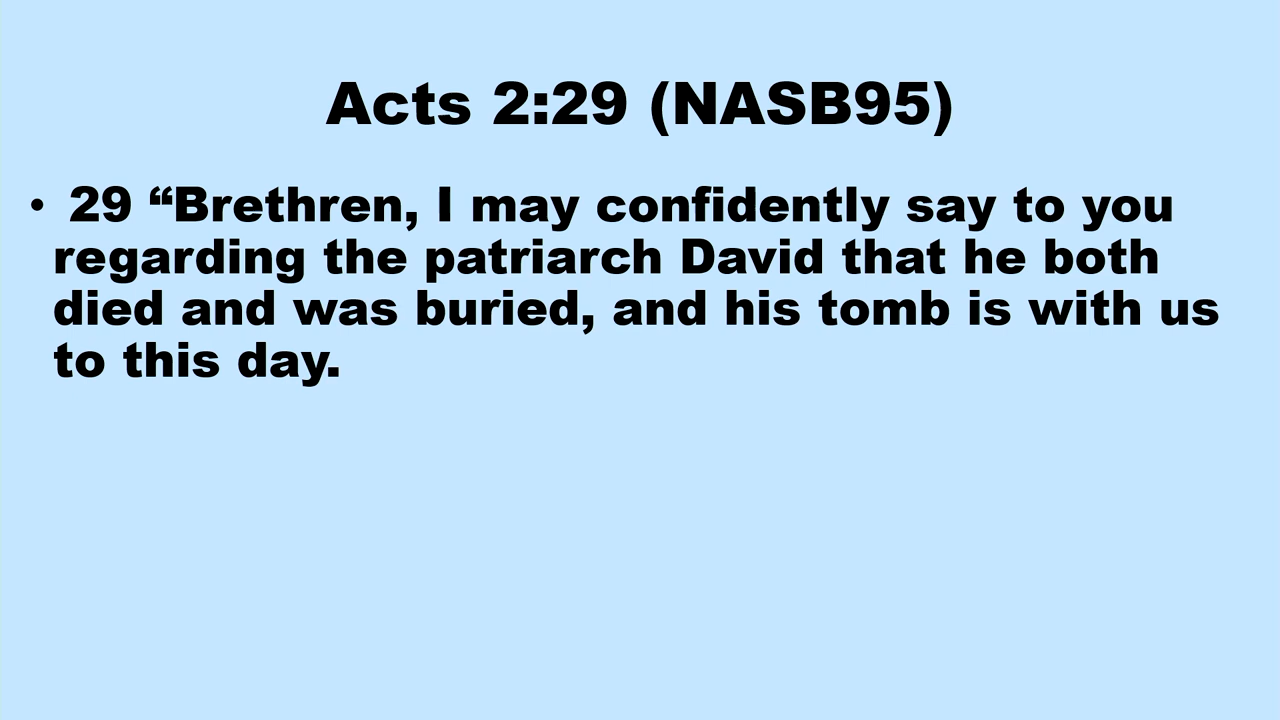 Acts 2:29 (NASB95)
• 29 “Brethren, I may confidently say to you
regarding the patriarch David that he both
died and was buried, and his tomb is with us
to this day.